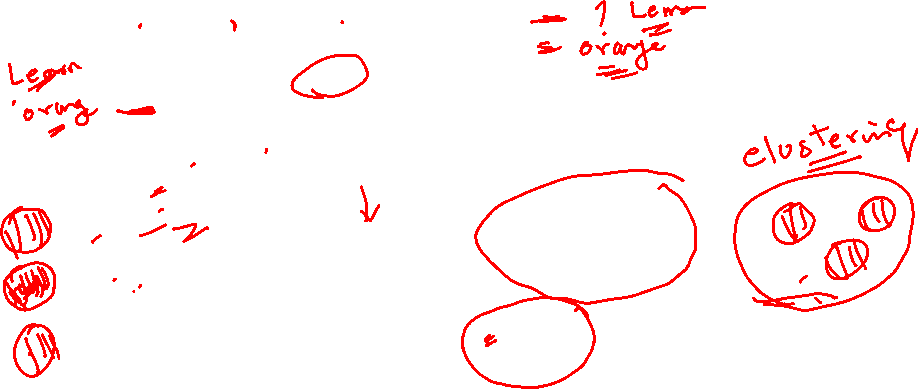 1 Lemon
orange
Lemon
orang
clustering